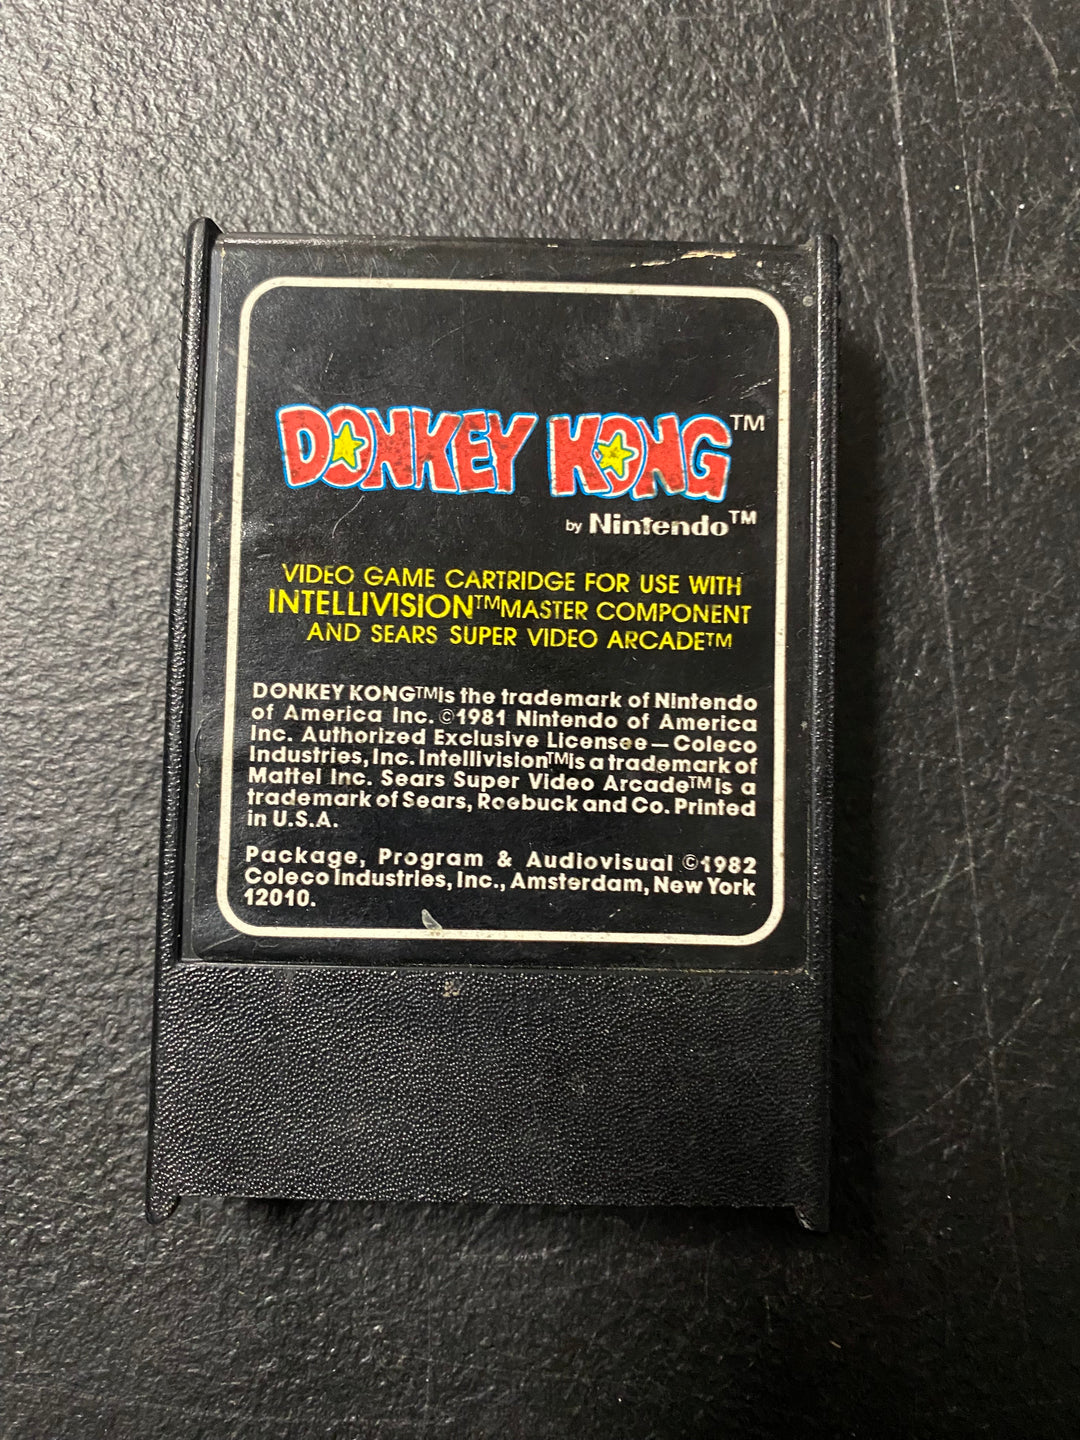 DONKEY KONG™
by Nintendo™
VIDEO GAME CARTRIDGE FOR USE WITH
INTELLIVISION™ MASTER COMPONENT
AND SEARS SUPER VIDEO ARCADE™
DONKEY KONG™ is the trademark of Nintendo
of America Inc. ©1981 Nintendo of America
Inc. Authorized Exclusive Licensee — Coleco
Industries, Inc. Intellivision™ is a trademark of
Mattel Inc. Sears Super Video Arcade™ is a
trademark of Sears, Roebuck and Co. Printed
in U.S.A.
Package, Program & Audiovisual ©1982
Coleco Industries, Inc., Amsterdam, New York
12010.